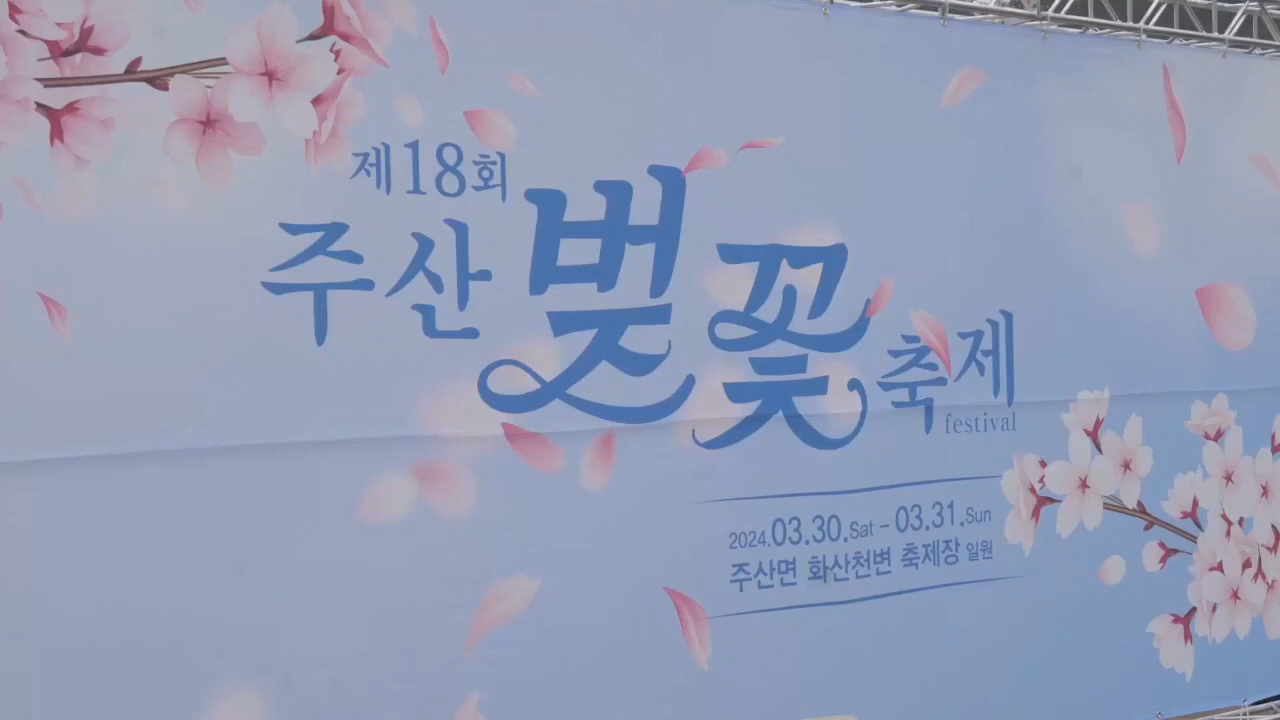 제18회
주산 벚꽃 축제
festival
2024.03.30.Sat - 03.31.Sun
주산면 화산천변 축제장 일원